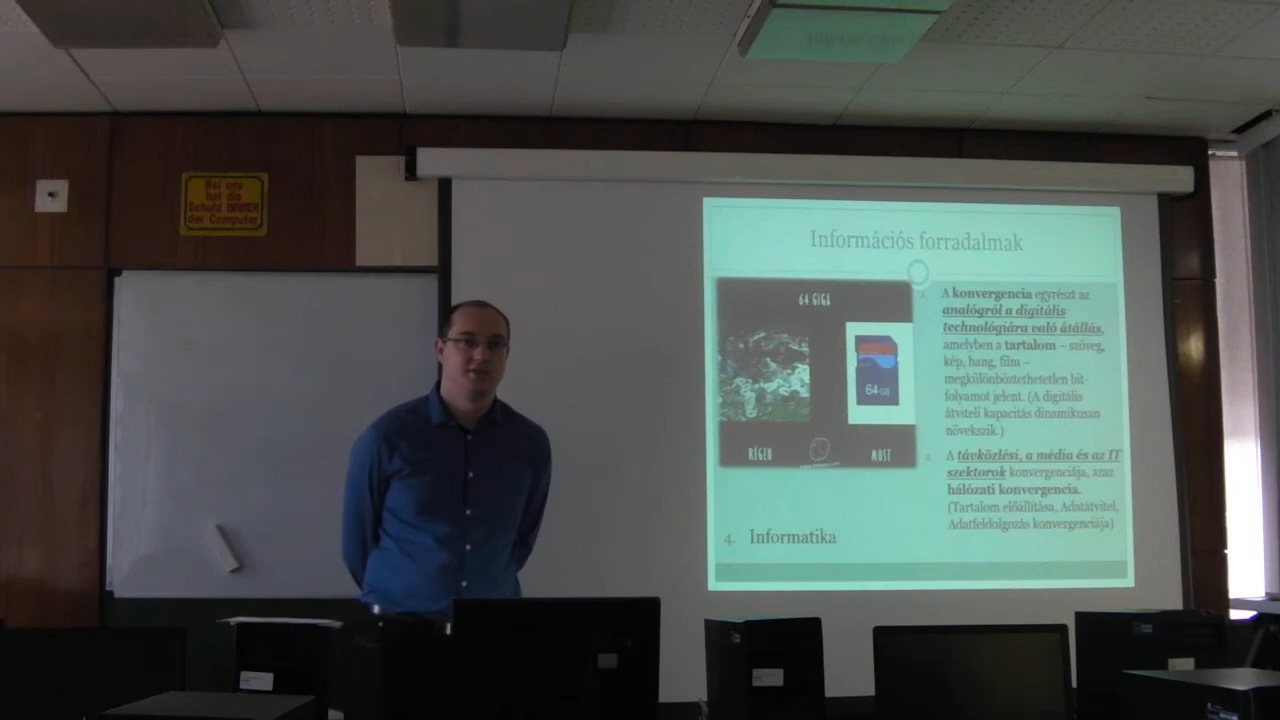 Bei uns
hat die
Schuld IMMER
der Computer
Információs forradalmak
64 GIGA
64 GB
RÉGEN
MOST
A konvergencia egyrészt az
analógról a digitális
technológiára való átállás,
amelyben a tartalom – szöveg,
kép, hang, film –
megkülönböztethetetlen bit-
folyamot jelent. (A digitális
átviteli kapacitás dinamikusan
növekszik.)
A távközlési, a média és az IT
szektorok konvergenciája, azaz
hálózati konvergencia.
(Tartalom előállítása, Adatátvitel,
Adatfeldolgozás konvergenciája)
4. Informatika